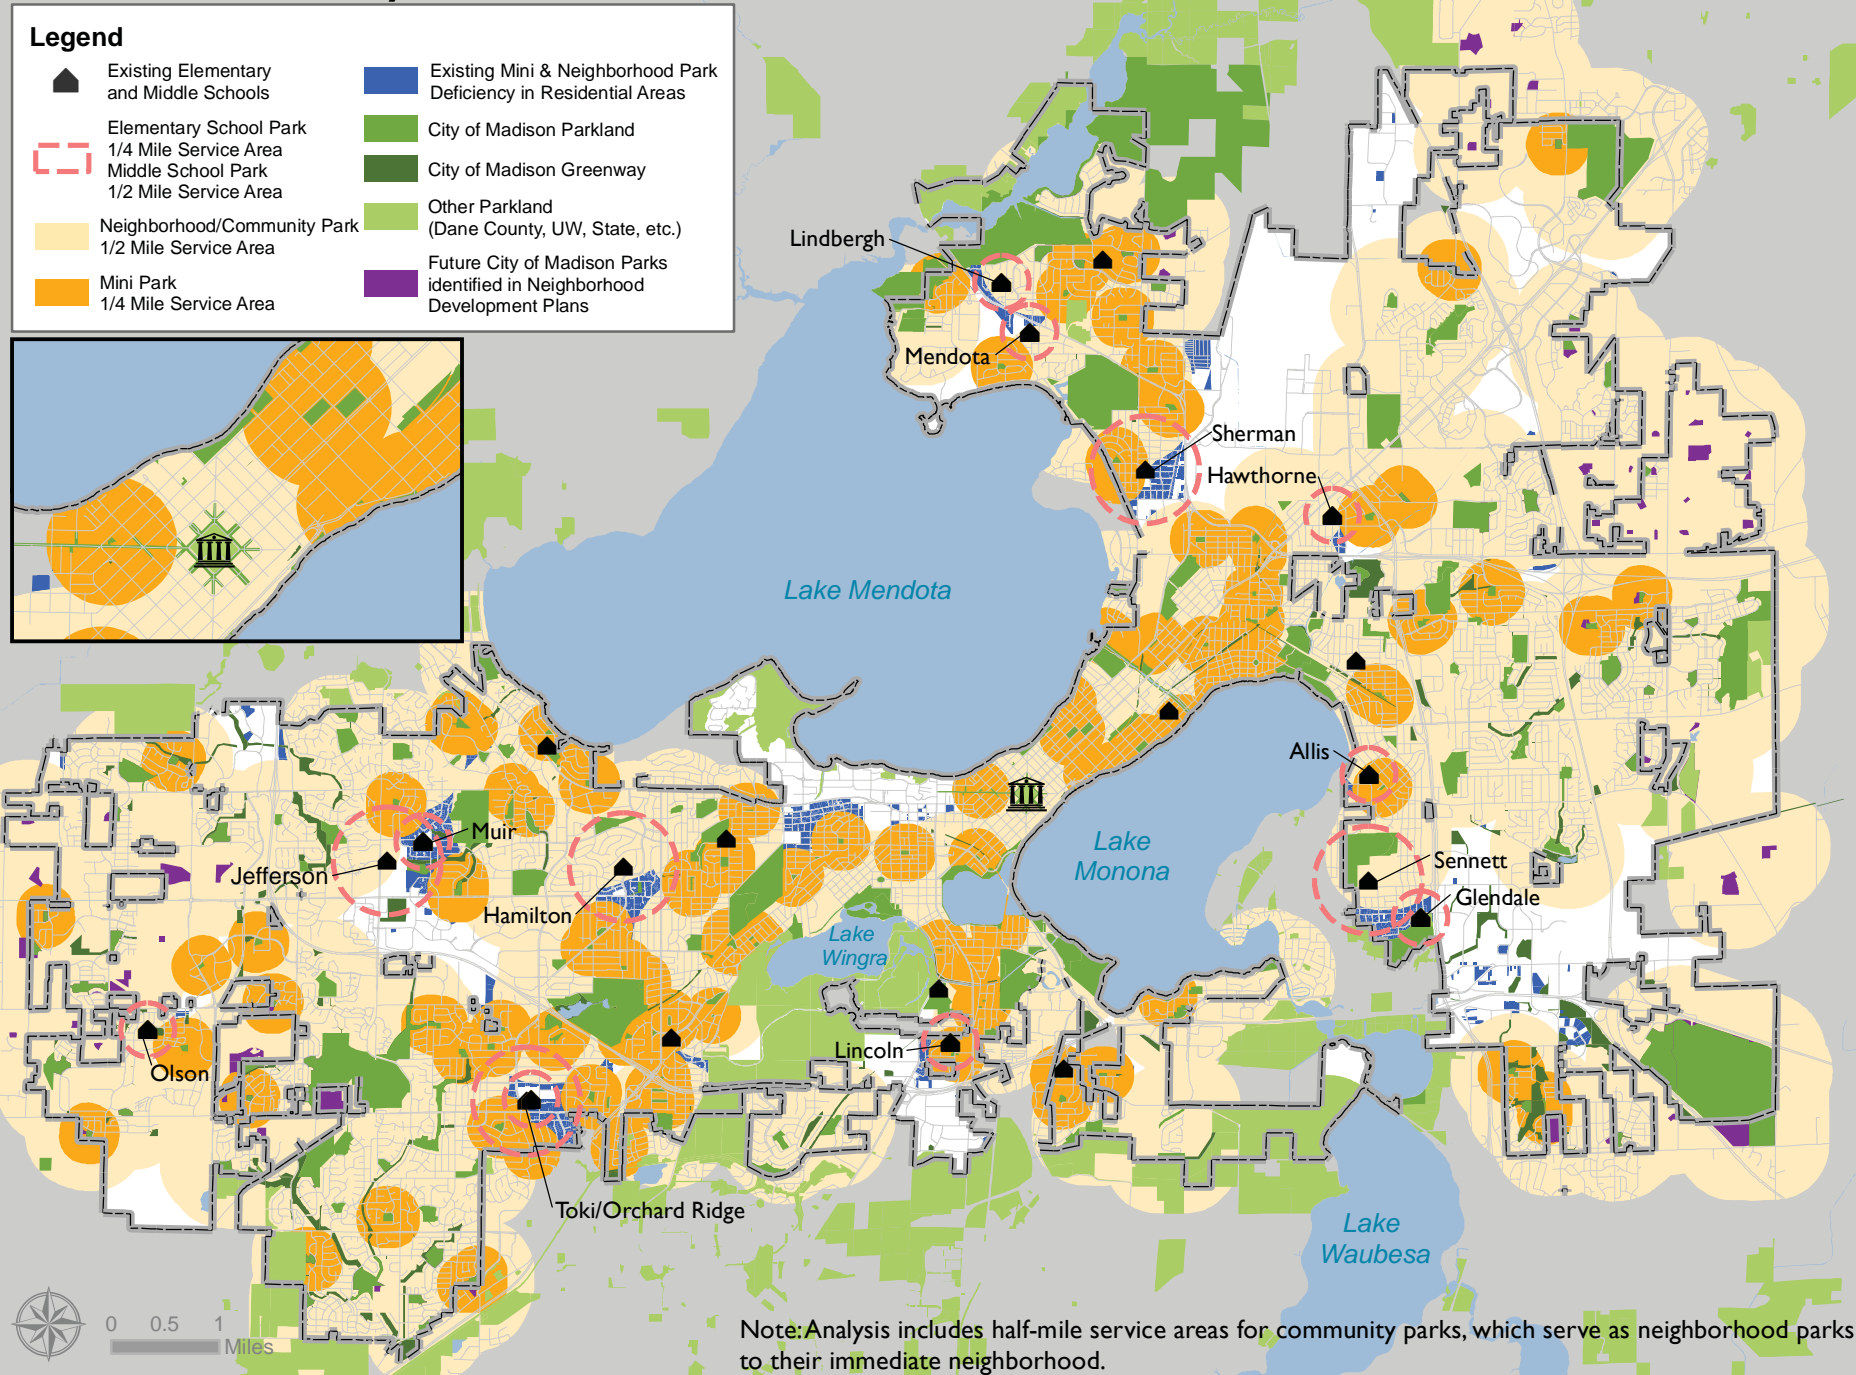 Legend
Existing Elementary
and Middle Schools
Elementary School Park
1/4 Mile Service Area
Middle School Park
1/2 Mile Service Area
Neighborhood/Community Park
1/2 Mile Service Area
Mini Park
1/4 Mile Service Area
Existing Mini & Neighborhood Park
Deficiency in Residential Areas
City of Madison Parkland
City of Madison Greenway
Other Parkland
(Dane County, UW, State, etc.)
Future City of Madison Parks
identified in Neighborhood
Development Plans
Lindbergh
Mendota
Sherman
Hawthorne
Lake Mendota
Allis
Muir
Jefferson
Hamilton
Lake
Monona
Sennett
Glendale
Lake
Wingra
Lincoln
Olson
Toki/Orchard Ridge
Lake
Waubesa
0 0.5 1
Miles
Note: Analysis includes half-mile service areas for community parks, which serve as neighborhood parks
to their immediate neighborhood.